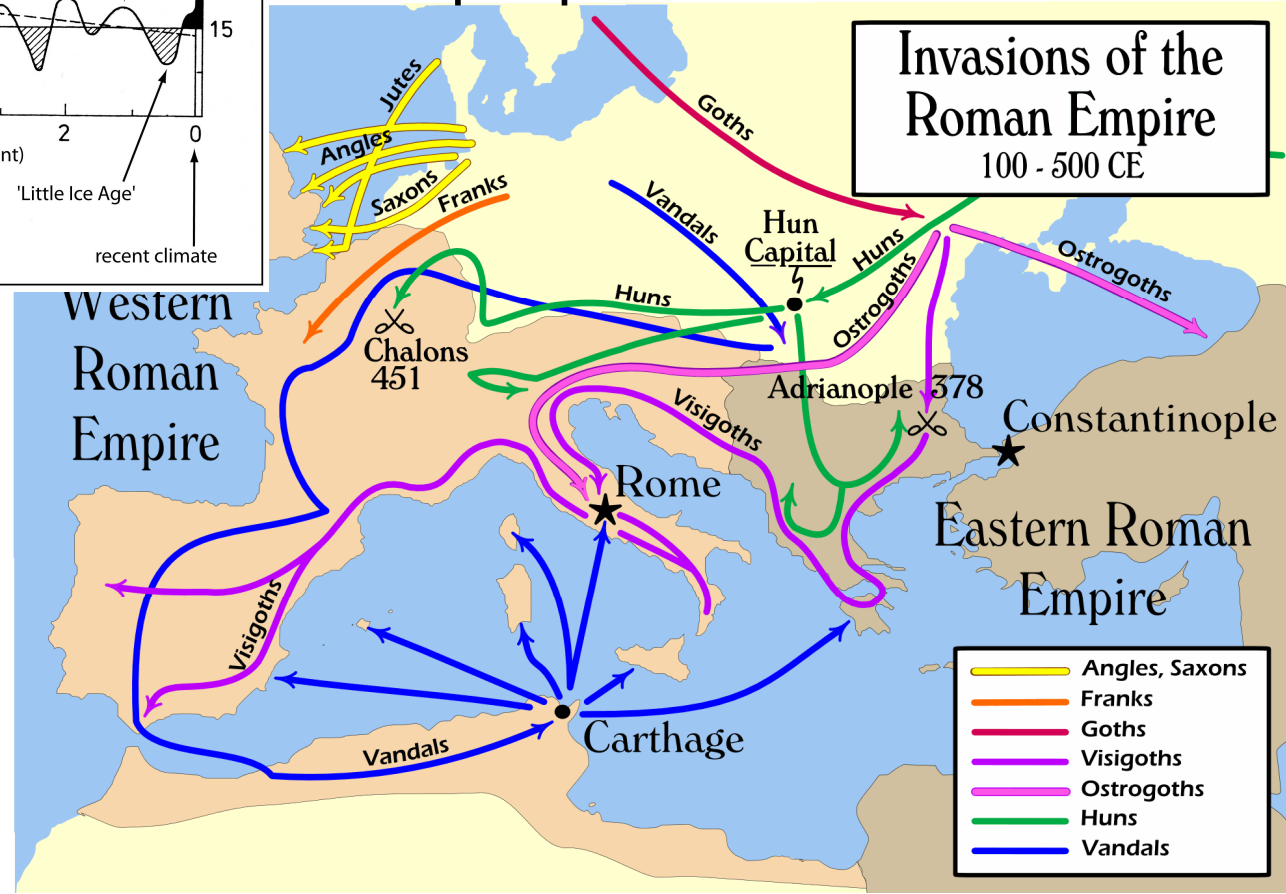 15
2
0
nt)
'Little Ice Age'
recent climate
Invasions of the
Roman Empire
100 - 500 CE
Jutes
Angles
Saxons
Franks
Goths
Vandals
Hun
Capital
Huns
Ostrogoths
Ostrogoths
Huns
Western
Roman
Empire
Chalons
451
Adrianople 378
Constantinople
Visigoths
Rome
Eastern Roman
Empire
Visigoths
Carthage
Vandals
Angles, Saxons
Franks
Goths
Visigoths
Ostrogoths
Huns
Vandals